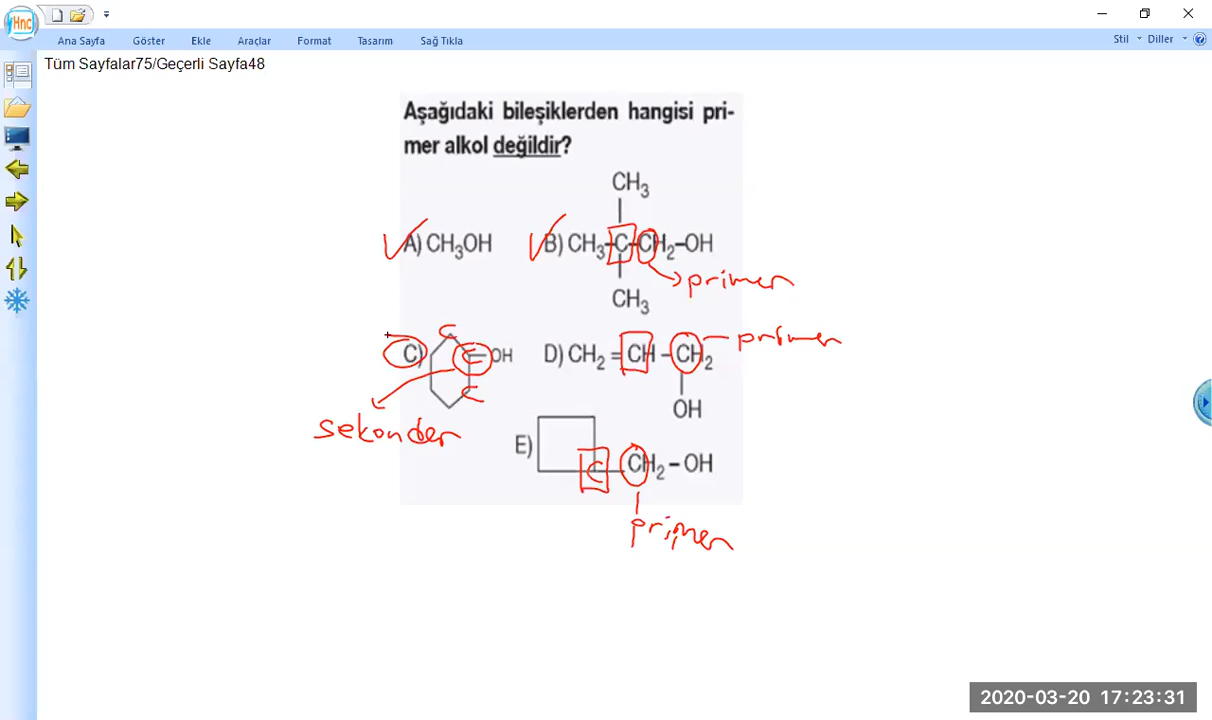 Hnc
Ana Sayfa Göster Ekle Araçlar Format Tasarım Sağ Tıkla Stil Diller
Tüm Sayfalar75/Geçerli Sayfa48
Aşağıdaki bileşiklerden hangisi pri-
mer alkol değildir?
CH3
A) CH3OH B) CH3-C-CH2-OH
primer
CH3
C) C C OH D) CH2 = CH - CH2 primer
C
OH
sekonder
E) C CH2 - OH
primer
2020-03-20 17:23:31